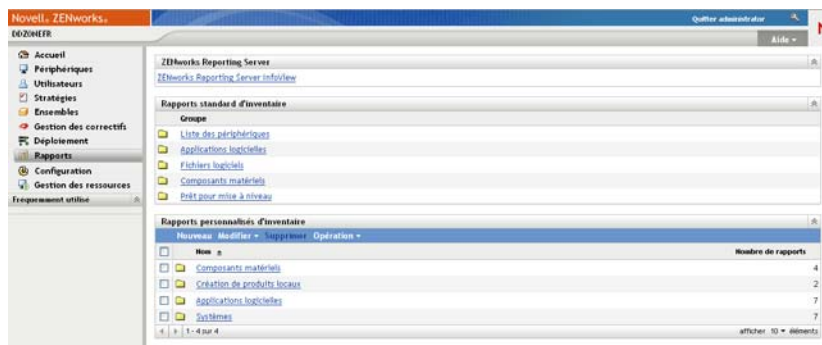 Novell® ZENworks®
Quitter administrator
DDZONEFR
Aide
Accueil
Périphériques
Utilisateurs
Stratégies
Ensembles
Gestion des correctifs
Déploiement
Rapports
Configuration
Gestion des ressources
Fréquemment utilisé
ZENworks Reporting Server
ZENworks Reporting Server InfoView
Rapports standard d'inventaire
Groupe
Liste des périphériques
Applications logicielles
Fichiers logiciels
Composants matériels
Prêt pour mise à niveau
Rapports personnalisés d'inventaire
Nouveau Modifier Supprimer Opération
Nom Nombre de rapports
Composants matériels 4
Création de produits locaux 2
Applications logicielles 7
Systèmes 7
1 - 4 sur 4 afficher 10 éléments